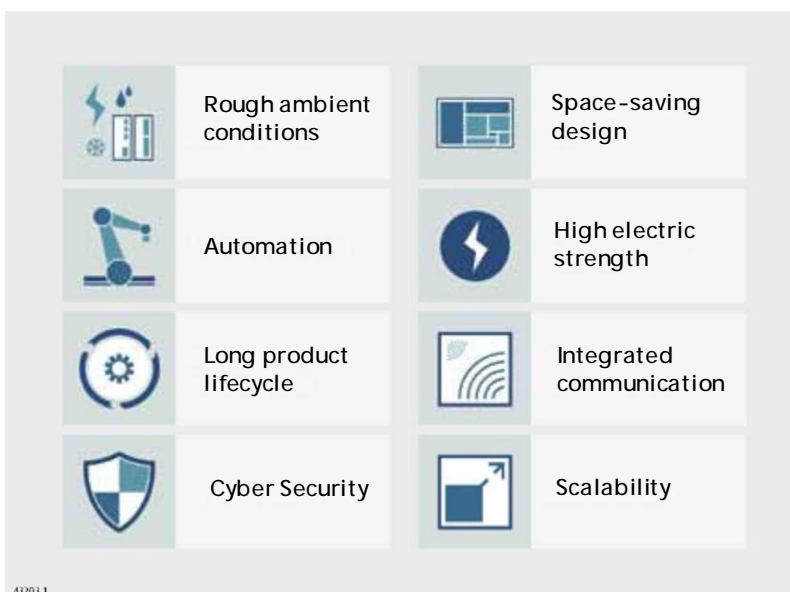 Rough ambient
conditions
Space-saving
design
Automation
High electric
strength
Long product
lifecycle
Integrated
communication
Cyber Security
Scalability